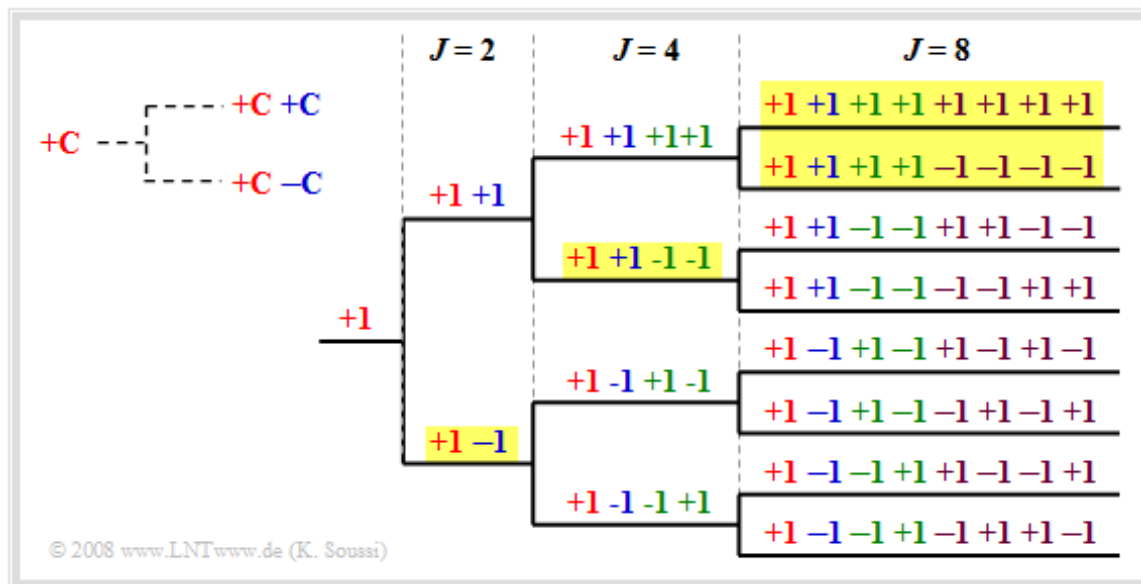 J = 2 J = 4 J = 8
+C +C
+1 +1 +1 +1 +1 +1 +1 +1
+C
+1 +1 +1+1
+1 +1 +1 +1 –1 –1 –1 –1
+C –C
+1 +1
+1 +1 –1 –1 +1 +1 –1 –1
+1 +1 -1 -1
+1 +1 –1 –1 –1 –1 +1 +1
+1
+1 –1 +1 –1 +1 –1 +1 –1
+1 -1 +1 -1
+1 –1 +1 –1 –1 +1 –1 +1
+1 –1
+1 –1 –1 +1 +1 –1 –1 +1
+1 -1 -1 +1
+1 –1 –1 +1 –1 +1 +1 –1
© 2008 www.LNTwww.de (K. Soussi)